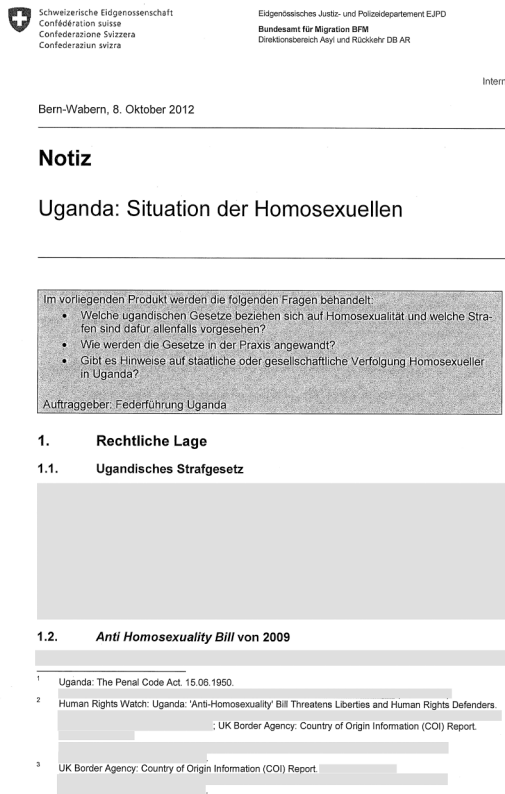 Schweizerische Eidgenossenschaft
Confédération suisse
Confederazione Svizzera
Confederaziun svizra
Eidgenössisches Justiz- und Polizeidepartement EJPD
Bundesamt für Migration BFM
Direktionsbereich Asyl und Rückkehr DB AR
Intern
Bern-Wabern, 8. Oktober 2012
Notiz
Uganda: Situation der Homosexuellen
Im vorliegenden Produkt werden die folgenden Fragen behandelt:
• Welche ugandischen Gesetze beziehen sich auf Homosexualität und welche Stra-
fen sind dafür allenfalls vorgesehen?
• Wie werden die Gesetze in der Praxis angewandt?
• Gibt es Hinweise auf staatliche oder gesellschaftliche Verfolgung Homosexueller
in Uganda?
Auftraggeber: Federführung Uganda
1. Rechtliche Lage
1.1. Ugandisches Strafgesetz
1.2. Anti Homosexuality Bill von 2009
1 Uganda: The Penal Code Act. 15.06.1950.
2 Human Rights Watch: Uganda: 'Anti-Homosexuality' Bill Threatens Liberties and Human Rights Defenders.
; UK Border Agency: Country of Origin Information (COI) Report.
3 UK Border Agency: Country of Origin Information (COI) Report.